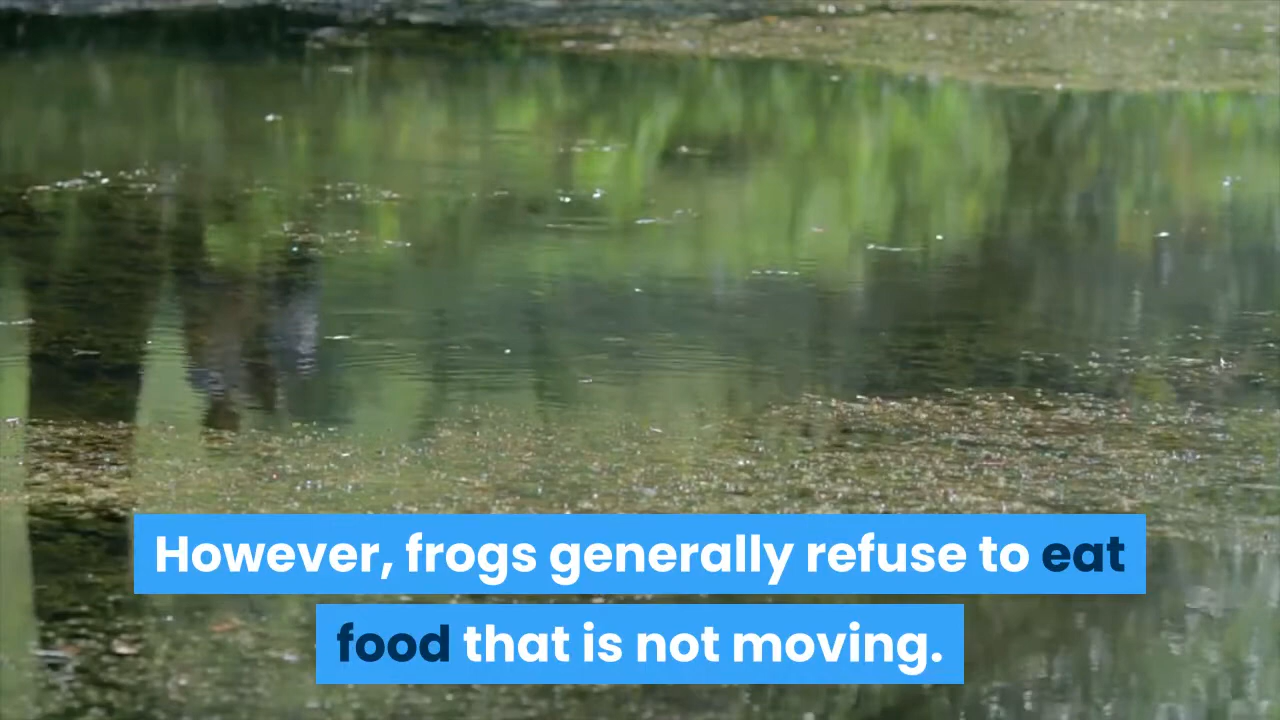 However, frogs generally refuse to eat
food that is not moving.